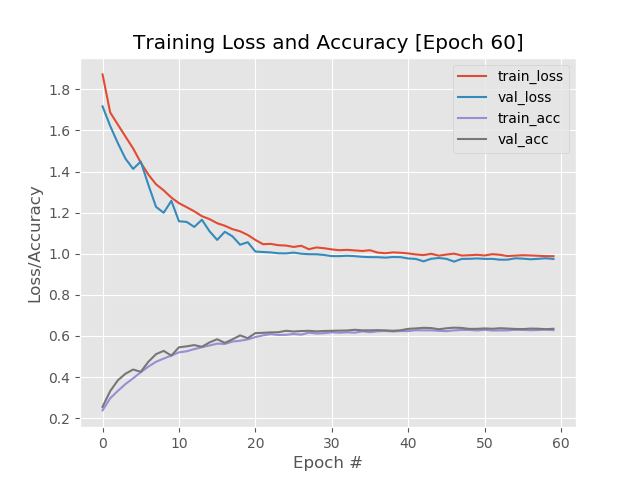 Training Loss and Accuracy [Epoch 60]
train_loss
val_loss
train_acc
val_acc
1.8
1.6
1.4
1.2
1.0
0.8
0.6
0.4
0.2
Loss/Accuracy
0 10 20 30 40 50 60
Epoch #